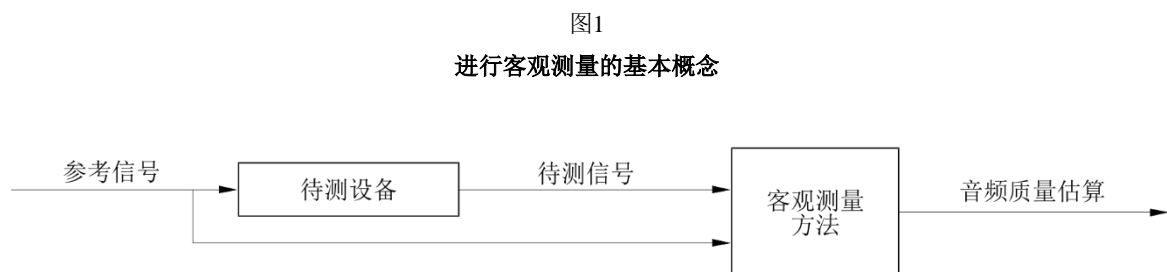 图1
进行客观测量的基本概念
参考信号
待测设备
待测信号
客观测量
方法
音频质量估算